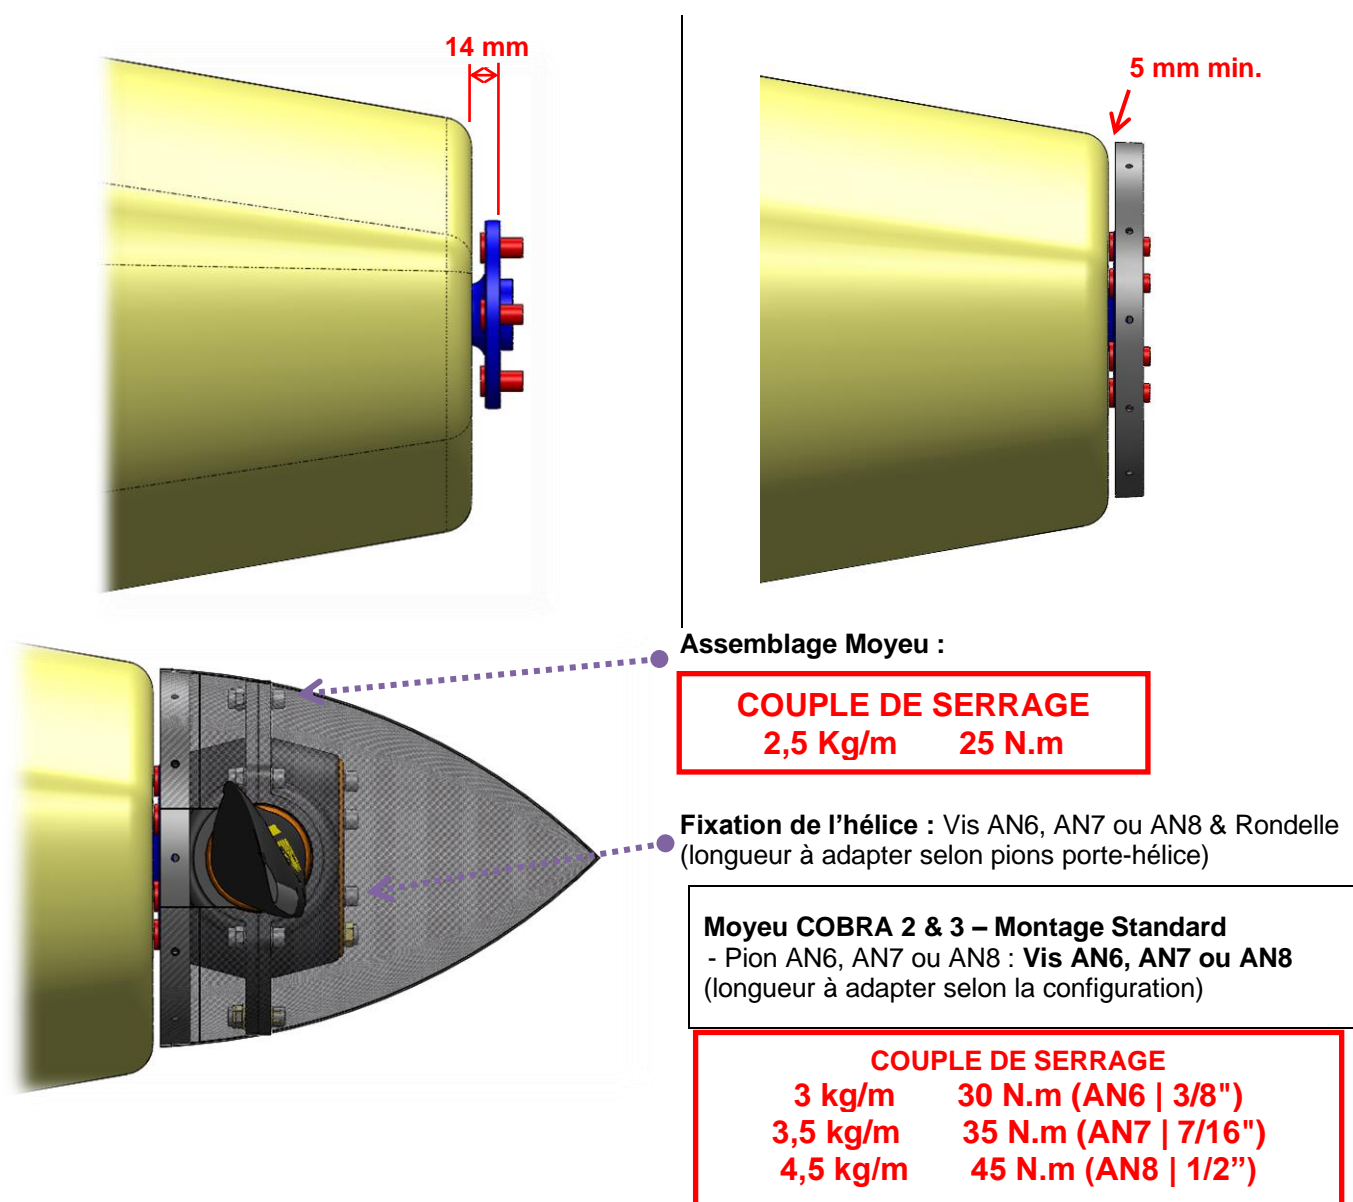 14 mm
5 mm min.
Assemblage Moyeu :
COUPLE DE SERRAGE
2,5 Kg/m 25 N.m
Fixation de l’hélice : Vis AN6, AN7 ou AN8 & Rondelle
(longueur à adapter selon pions porte-hélice)
Moyeu COBRA 2 & 3 – Montage Standard
- Pion AN6, AN7 ou AN8 : Vis AN6, AN7 ou AN8
(longueur à adapter selon la configuration)
COUPLE DE SERRAGE
3 kg/m 30 N.m (AN6 | 3/8")
3,5 kg/m 35 N.m (AN7 | 7/16")
4,5 kg/m 45 N.m (AN8 | 1/2”)